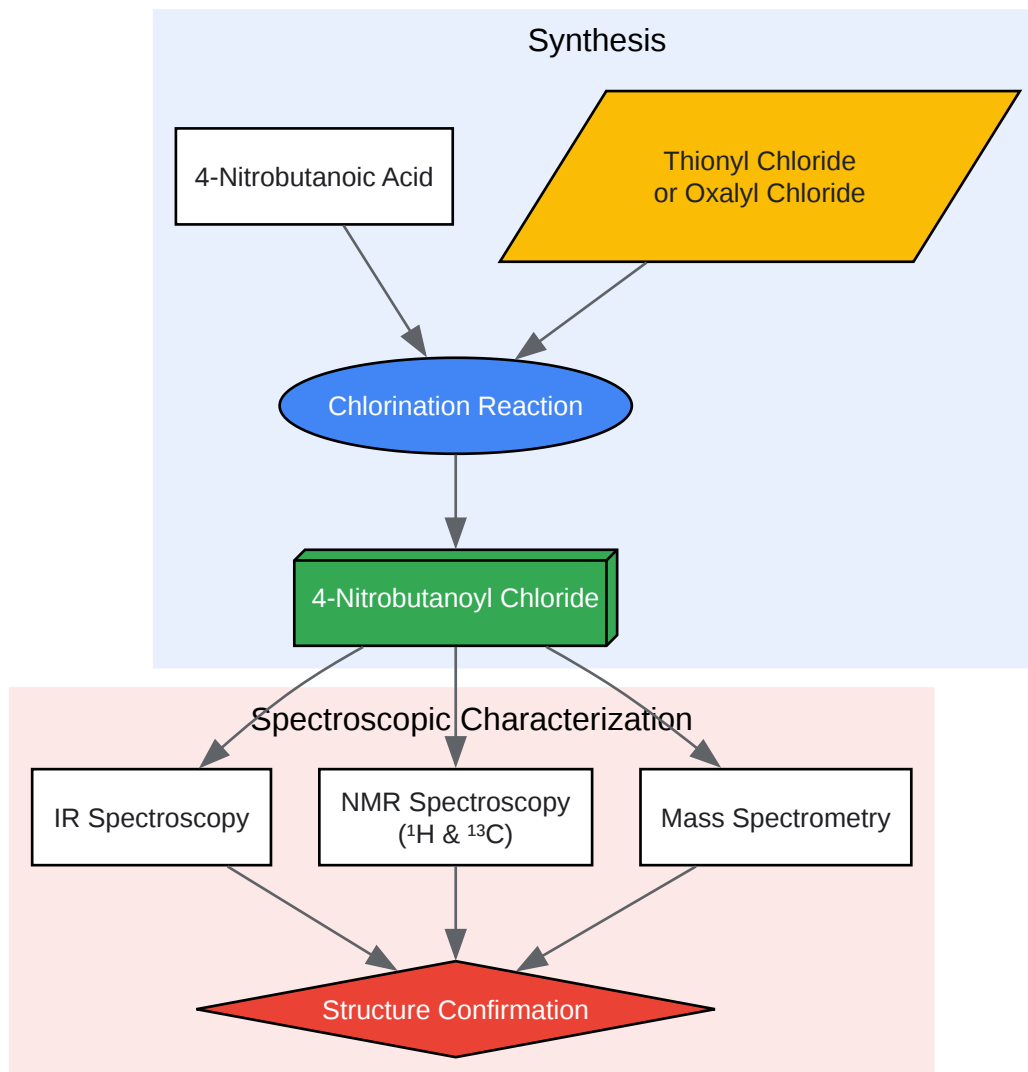 Synthesis
4-Nitrobutanoic Acid
Thionyl Chloride
or Oxalyl Chloride
Chlorination Reaction
4-Nitrobutanoyl Chloride
Spectroscopic Characterization
IR Spectroscopy
NMR Spectroscopy
(¹H & ¹³C)
Mass Spectrometry
Structure Confirmation